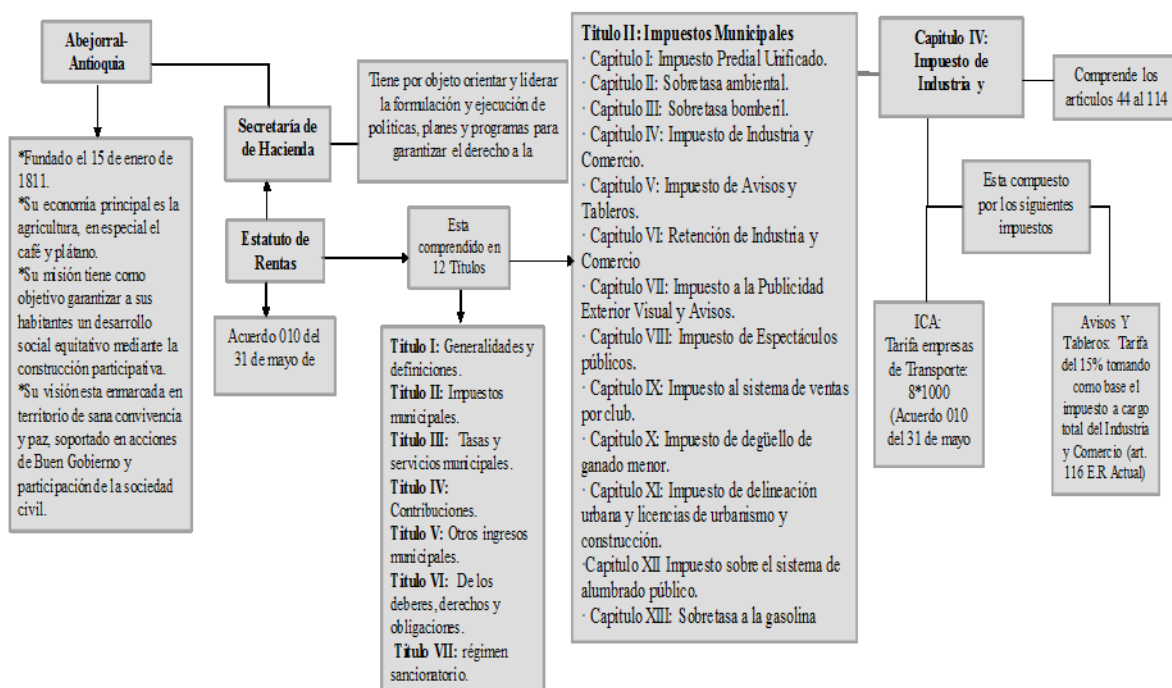 Abejorral-
Antioquia
*Fundado el 15 de enero de
1811.
*Su economía principal es la
agricultura, en especial el
café y plátano.
*Su misión tiene como
objetivo garantizar a sus
habitantes un desarrollo
social equitativo mediante la
construcción participativa.
*Su visión esta enmarcada en
territorio de sana convivencia
y paz, soportado en acciones
de Buen Gobierno y
participación de la sociedad
civil.
Secretaría de
de Hacienda
Tiene por objeto orientar y liderar
la formulación y ejecución de
políticas, planes y programas para
garantizar el derecho a la
Estatuto de
Rentas
Acuerdo 010 del
31 de mayo de
Esta
comprendido en
12 Títulos
Titulo I: Generalidades y
definiciones.
Titulo II: Impuestos
municipales.
Titulo III: Tasas y
servicios municipales.
Titulo IV:
Contribuciones.
Titulo V: Otros ingresos
municipales.
Titulo VI: De los
deberes, derechos y
obligaciones.
Titulo VII: régimen
sancionatorio.
Titulo II: Impuestos Municipales
· Capitulo I: Impuesto Predial Unificado.
· Capitulo II: Sobretasa ambiental.
· Capitulo III: Sobretasa bomberil.
· Capitulo IV: Impuesto de Industria y
Comercio.
· Capitulo V: Impuesto de Avisos y
Tableros.
· Capitulo VI: Retención de Industria y
Comercio
· Capitulo VII: Impuesto a la Publicidad
Exterior Visual y Avisos.
· Capitulo VIII: Impuesto de Espectáculos
públicos.
· Capitulo IX: Impuesto al sistema de ventas
por club.
· Capitulo X: Impuesto de degüello de
ganado menor.
· Capitulo XI: Impuesto de delineación
urbana y licencias de urbanismo y
construcción.
·Capitulo XII Impuesto sobre el sistema de
alumbrado público.
· Capitulo XIII: Sobretasa a la gasolina
Capitulo IV:
Impuesto de
Industria y
Comprende los
artículos 44 al 114
Esta compuesto
por los siguientes
impuestos
ICA:
Tarifa empresas
de Transporte:
8*1000
(Acuerdo 010
del 31 de mayo
Avisos Y
Tableros: Tarifa
del 15% tomando
como base el
impuesto a cargo
total del Industria
y Comercio (art.
116 E.R. Actual)